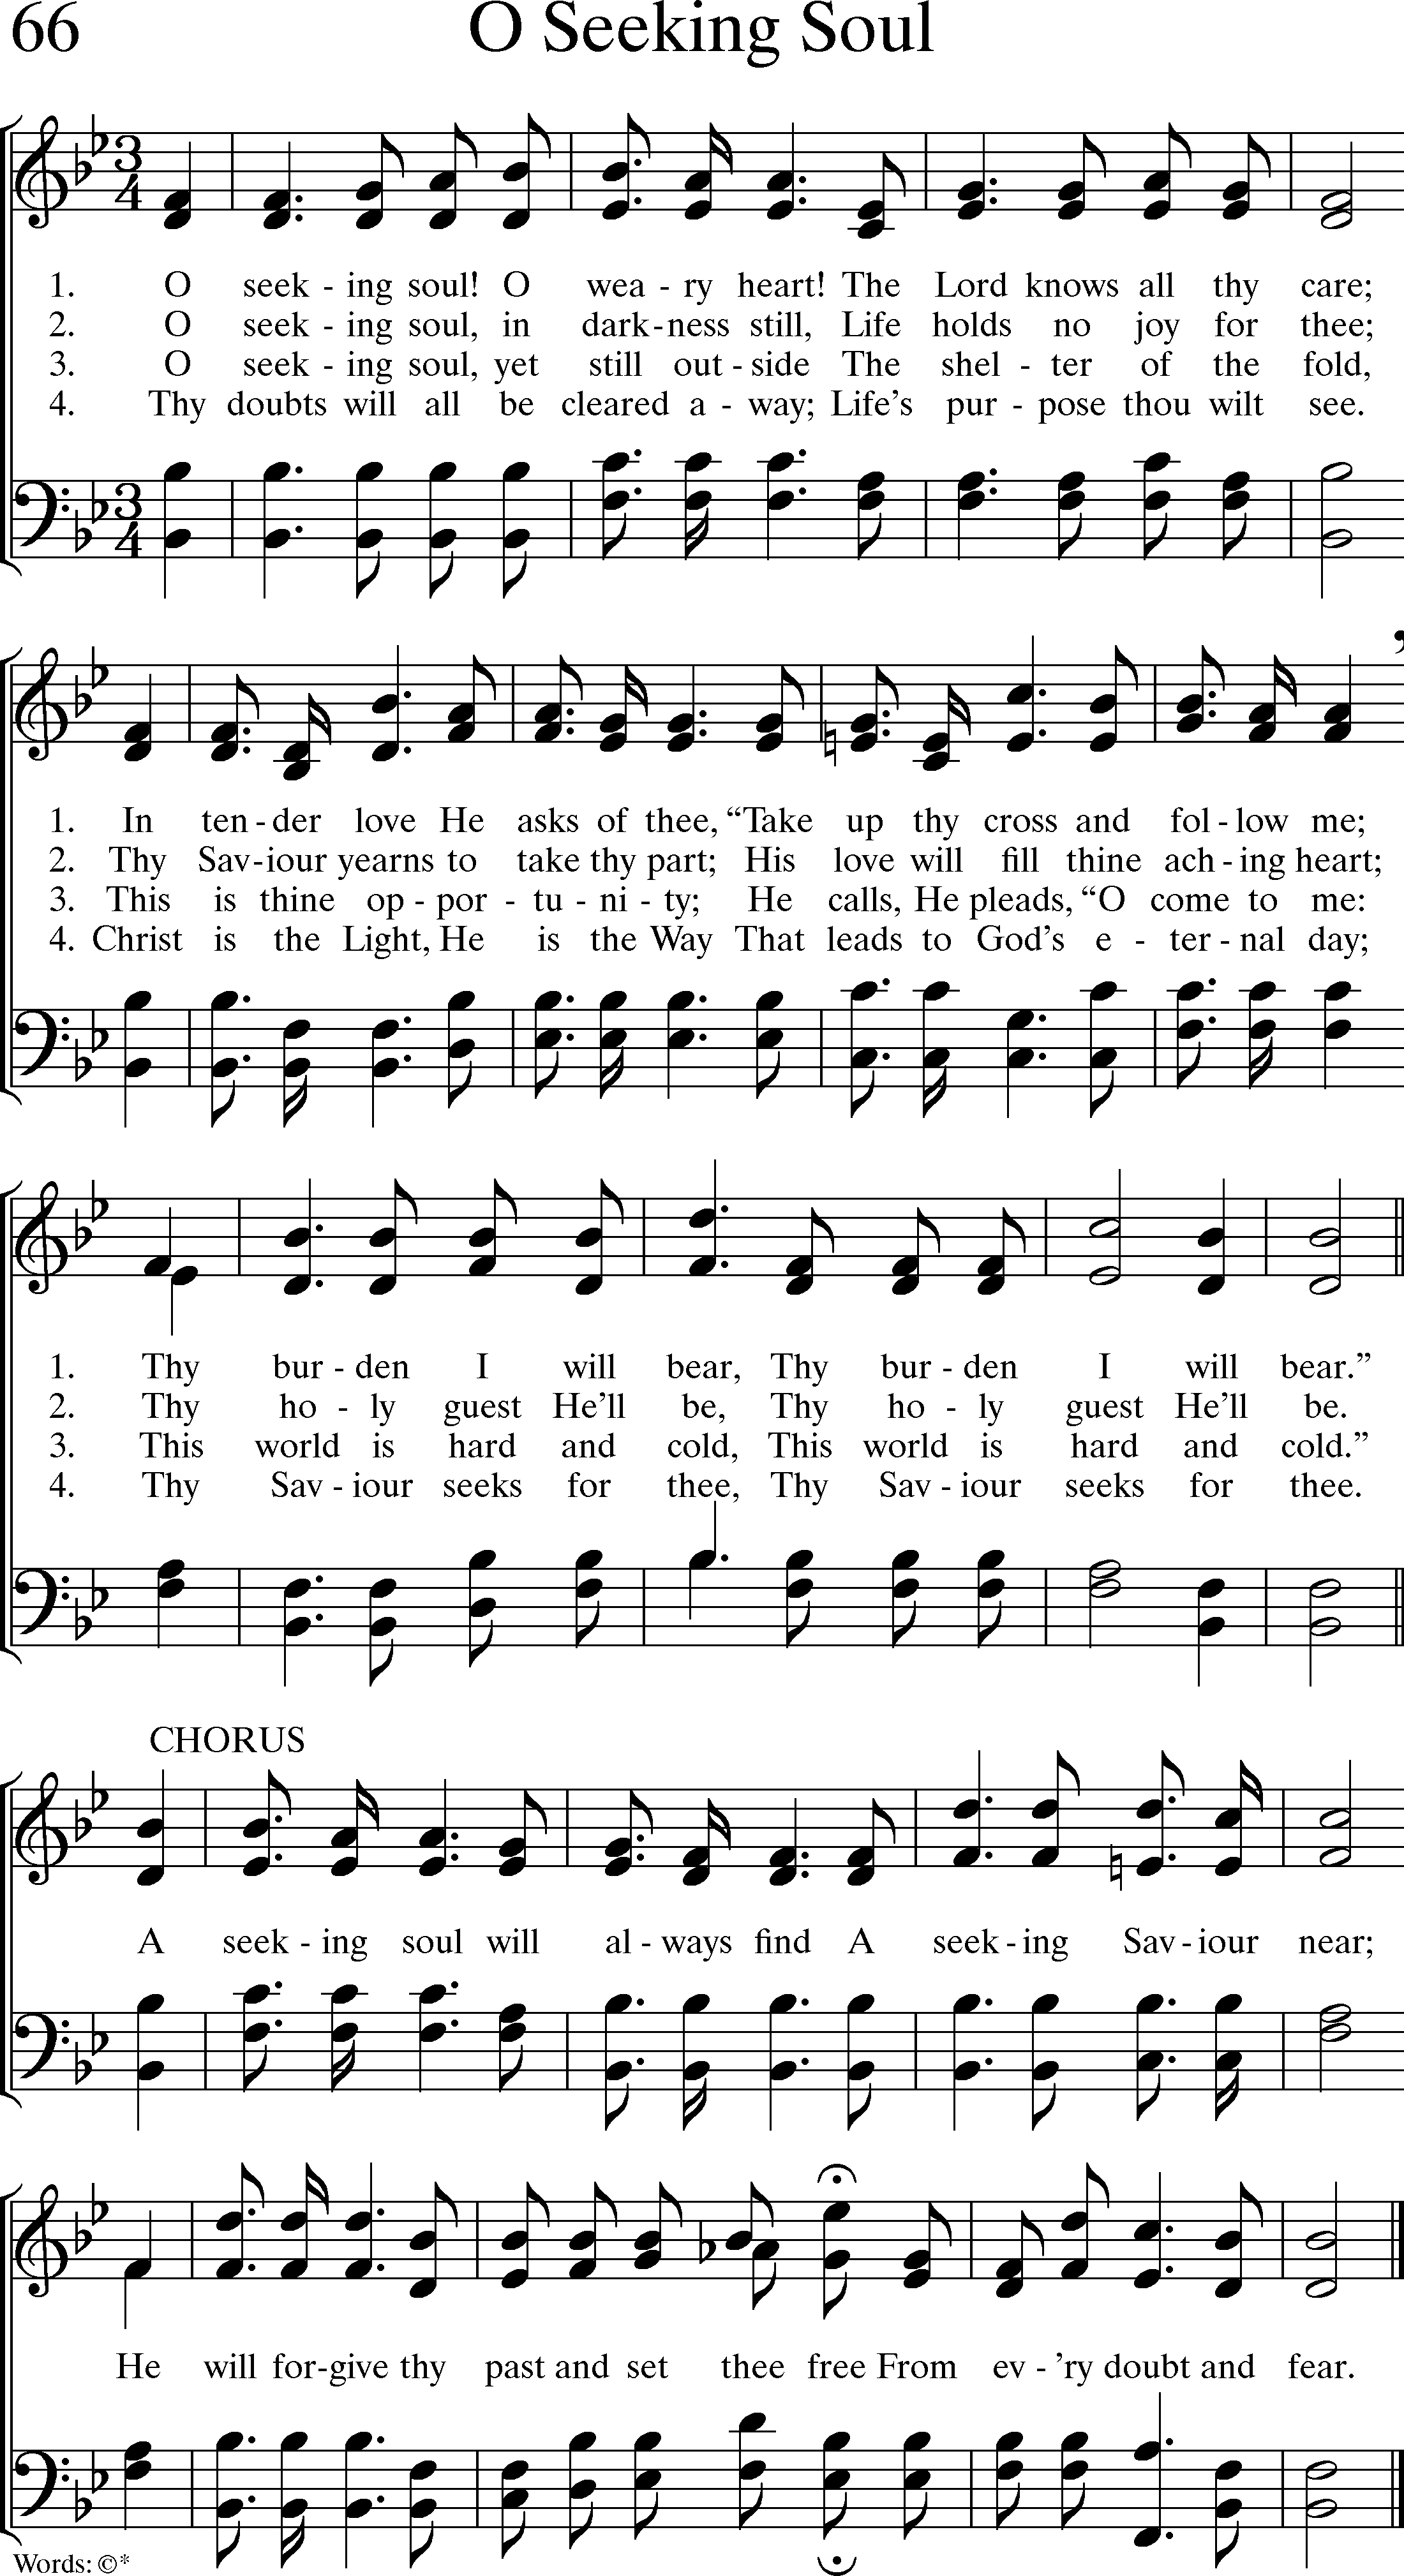 66 O Seeking Soul
1. O seek - ing soul! O wea - ry heart! The Lord knows all thy care;
2. O seek - ing soul, in dark - ness still, Life holds no joy for thee;
3. O seek - ing soul, yet still out - side The shel - ter of the fold,
4. Thy doubts will all be cleared a - way; Life’s pur - pose thou wilt see.
1. In ten - der love He asks of thee, “Take up thy cross and fol - low me;
2. Thy Sav - iour yearns to take thy part; His love will fill thine ach - ing heart;
3. This is thine op - por - tu - ni - ty; He calls, He pleads, “O come to me:
4. Christ is the Light, He is the Way That leads to God’s e - ter - nal day;
1. Thy bur - den I will bear, Thy bur - den I will bear.”
2. Thy ho - ly guest He’ll be, Thy ho - ly guest He’ll be.
3. This world is hard and cold, This world is hard and cold.”
4. Thy Sav - iour seeks for thee, Thy Sav - iour seeks for thee.
CHORUS
A seek - ing soul will al - ways find A seek - ing Sav - iour near;
He will for - give thy past and set thee free From ev - ’ry doubt and fear.
Words: ©*